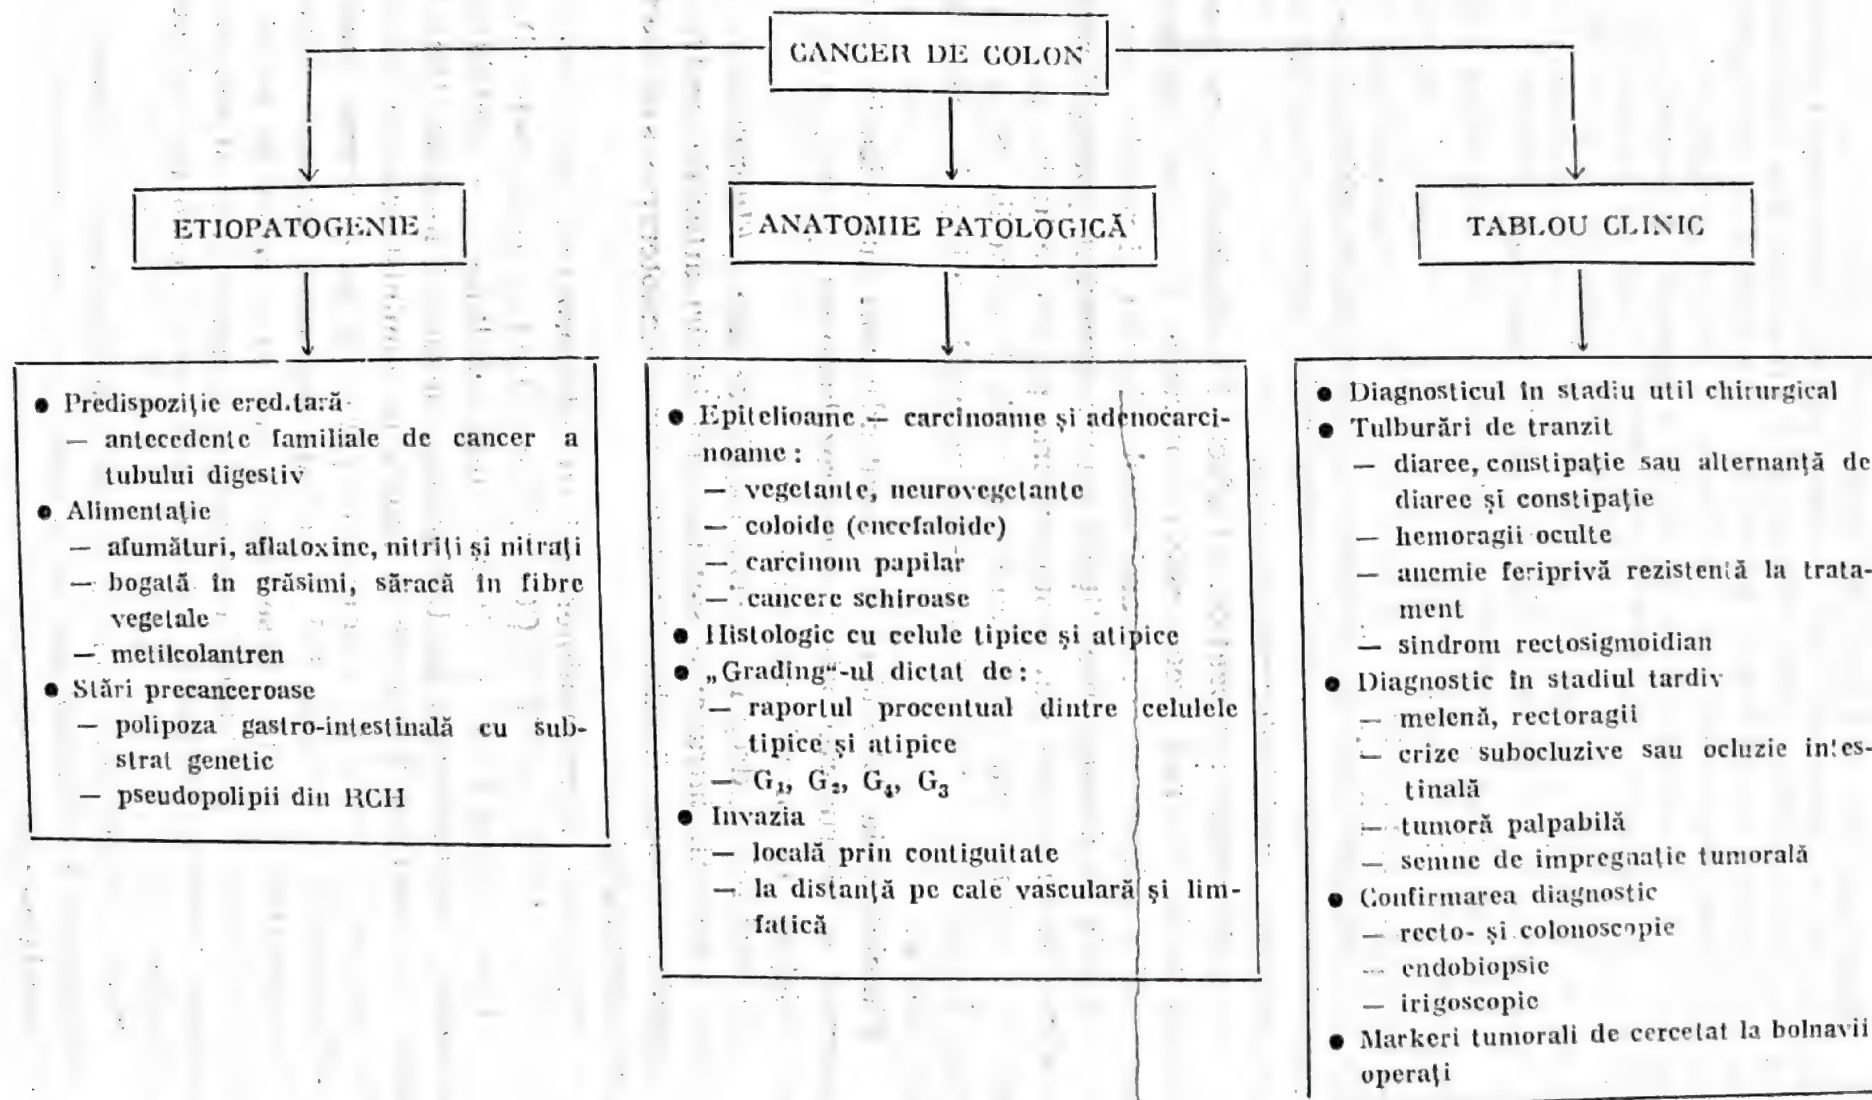 CANCER DE COLON
ETIOPATOGENIE
ANATOMIE PATOLOGICĂ
TABLOU CLINIC
● Predispoziție ered.tară
— antecedente familiale de cancer a
tubului digestiv
● Alimentație
— afumături, aflatoxine, nitriți și nitrați
— bogată în grăsimi, săracă în fibre
vegetale
— metilcolantren
● Stări precanceroase
— polipoza gastro-intestinală cu sub-
strat genetic
— pseudopolipii din RCH
● Epitelioame — carcinoame și adenocarci-
noame :
— vegetante, neurovegetante
— coloide (encefaloide)
— carcinom papilar
— cancere schiroase
● Histologic cu celule tipice și atipice
● „Grading“-ul dictat de :
— raportul procentual dintre celulele
tipice și atipice
— G₁, G₂, G₄, G₃
● Invazia
— locală prin contiguitate
— la distanță pe cale vasculară și lim-
fatică
● Diagnosticul în stadiu util chirurgical
● Tulburări de tranzit
— diaree, constipație sau alternanță de
diaree și constipație
— hemoragii oculte
— anemie feriprivă rezistentă la trata-
ment
— sindrom rectosigmoidian
● Diagnostic în stadiul tardiv
— melenă, rectoragii
— crize subocluzive sau ocluzie intes-
tinală
— tumoră palpabilă
— semne de impregnație tumorală
● Confirmarea diagnostic
— recto- și colonoscopie
— endobiopsie
— irigoscopie
● Markeri tumorali de cercetat la bolnavii
operați